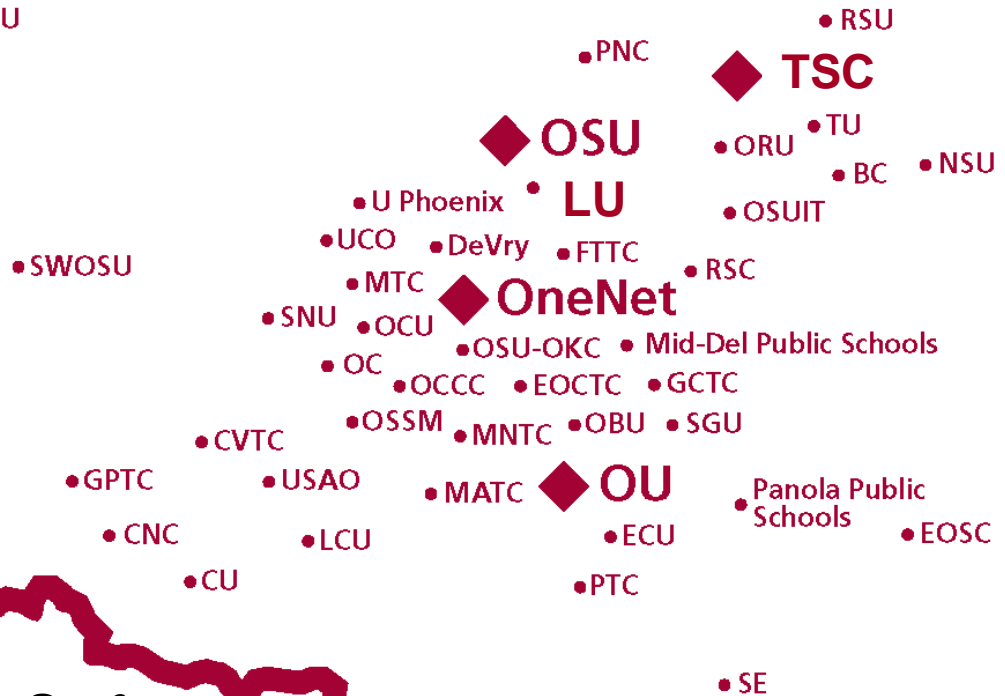 U
RSU
PNC
TSC
OSU
TU
ORU
NSU
BC
U Phoenix
LU
OSUIT
UCO
DeVry
FTTC
SWOSU
RSC
MTC
OneNet
SNU
OCU
OSU-OKC
Mid-Del Public Schools
OC
OCCC
EOCTC
GCTC
OSSM
MNTC
OBU
SGU
CVTC
GPTC
USAO
MATC
OU
Panola Public
Schools
CNC
LCU
ECU
EOSC
CU
PTC
SE